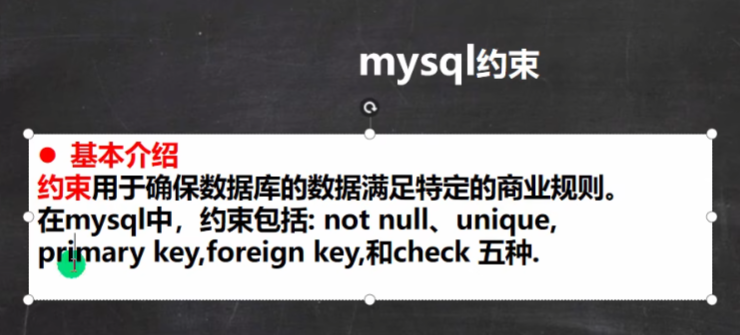 mysql约束
● 基本介绍
约束用于确保数据库的数据满足特定的商业规则。
在mysql中，约束包括: not null、unique,
primary key,foreign key,和check 五种.